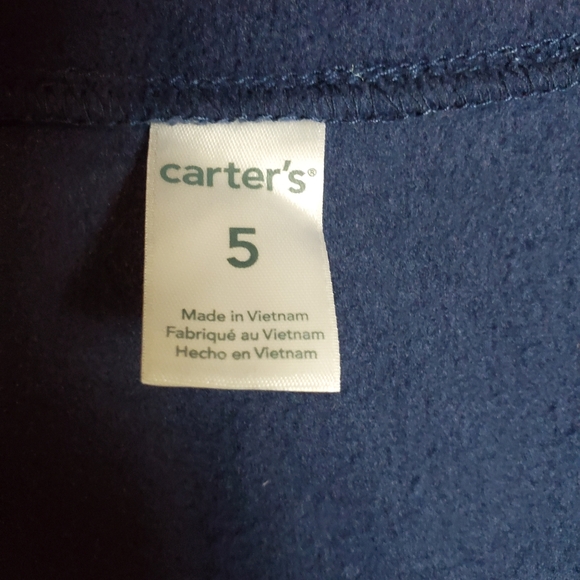 carter's®
5
Made in Vietnam
Fabriqué au Vietnam
Hecho en Vietnam